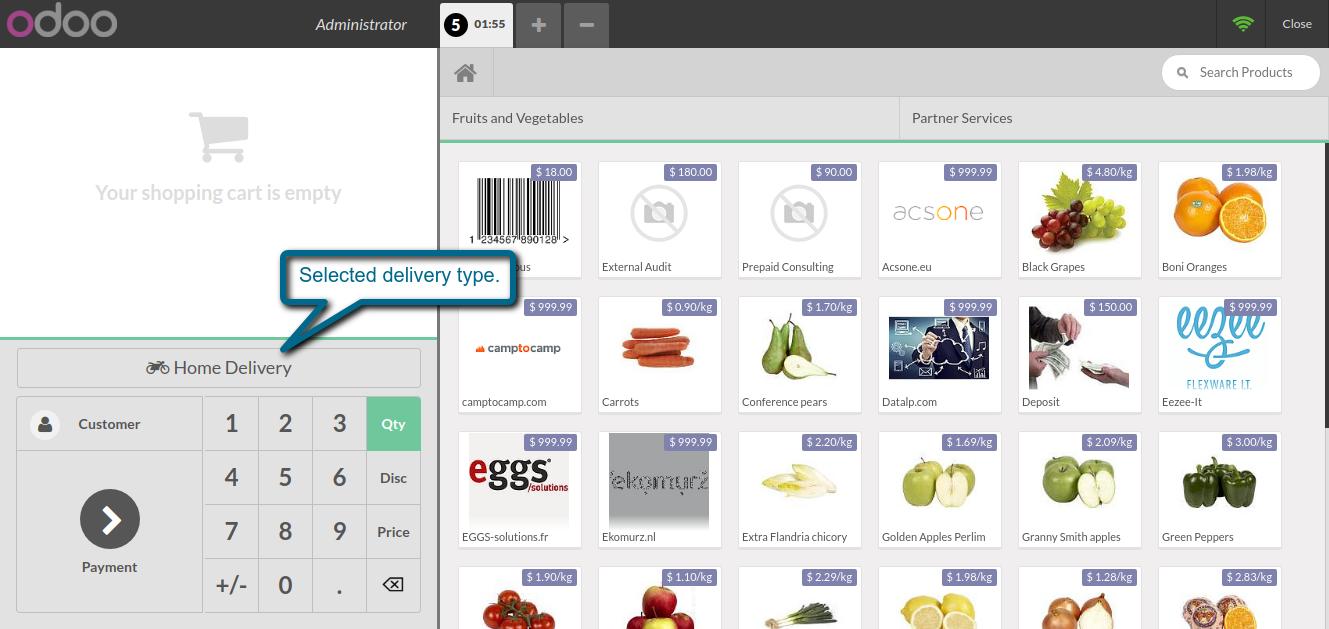 odoo
Administrator
5 01:55
+
−
Close
Search Products
Fruits and Vegetables
Partner Services
Your shopping cart is empty
$ 18.00
1 234567 890128 >
$ 180.00
External Audit
$ 90.00
Prepaid Consulting
$ 999.99
acsone
Acsone.eu
$ 4.80/kg
Black Grapes
$ 1.98/kg
Boni Oranges
Selected delivery type.
$ 999.99
camptocamp
camptocamp.com
$ 0.90/kg
Carrots
$ 1.70/kg
Conference pears
$ 999.99
Datalp.com
$ 150.00
Deposit
$ 999.99
eezee
FLEXWARE I.T.
Eezee-It
$ 999.99
eggs
/solutions
EGGS-solutions.fr
$ 999.99
ekomurz
Ekomurz.nl
$ 2.20/kg
Extra Flandria chicory
$ 1.69/kg
Golden Apples Perlim
$ 2.09/kg
Granny Smith apples
$ 3.00/kg
Green Peppers
$ 1.90/kg
$ 1.10/kg
$ 2.29/kg
$ 1.98/kg
$ 1.28/kg
$ 2.83/kg
Home Delivery
Customer
Payment
1 2 3 Qty
4 5 6 Disc
7 8 9 Price
+/- 0 .